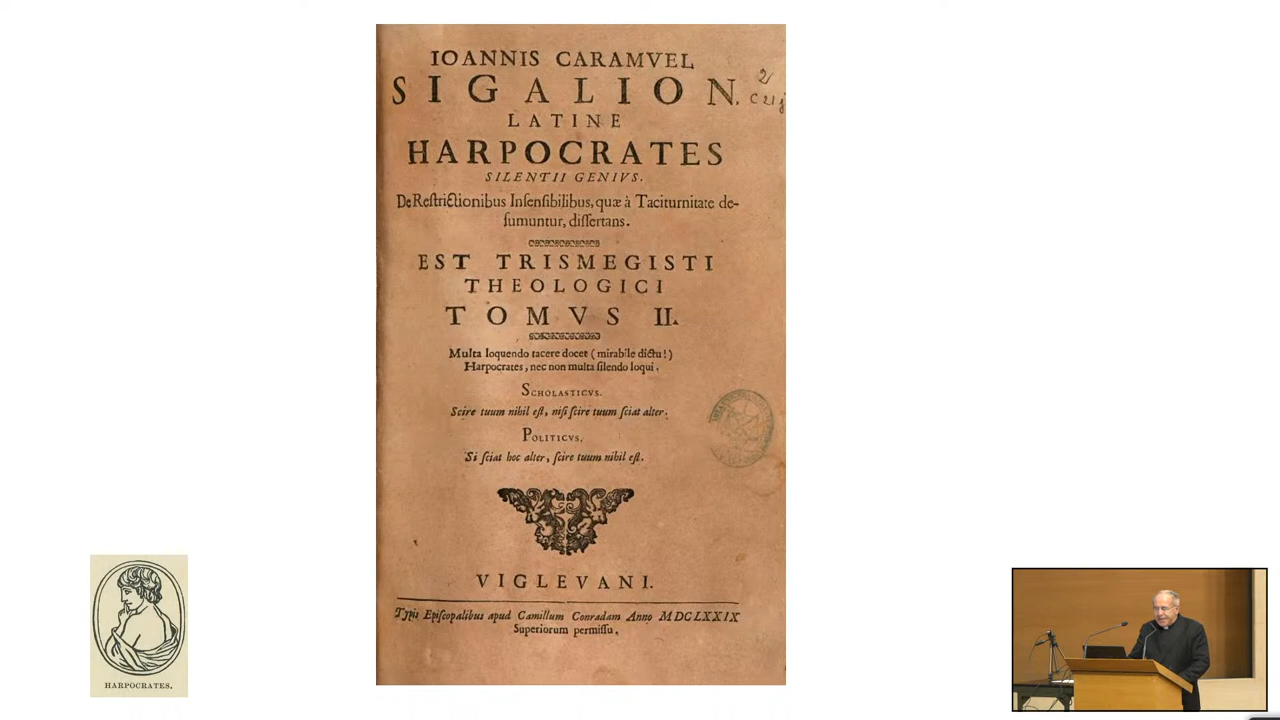 IOANNIS CARAMVEL
SIGALION.
LATINE
HARPOCRATES
SILENTII GENIVS.
De Reſtrictionibus Inſenſibilibus, quæ à Taciturnitate de-
ſumuntur, diſſertans.
EST TRISMEGISTI
THEOLOGICI
TOMVS II.
Multa loquendo tacere docet (mirabile dictu!)
Harpocrates, nec non multa ſilendo loqui.
SCHOLASTICVS.
Scire tuum nihil eſt, niſi ſcire tuum ſciat alter.
POLITICVS.
Si ſciat hoc alter, ſcire tuum nihil eſt.
VIGLEVANI.
Typis Epiſcopalibus apud Camillum Conradam Anno MDCLXXIX
Superiorum permiſſu.
HARPOCRATES.